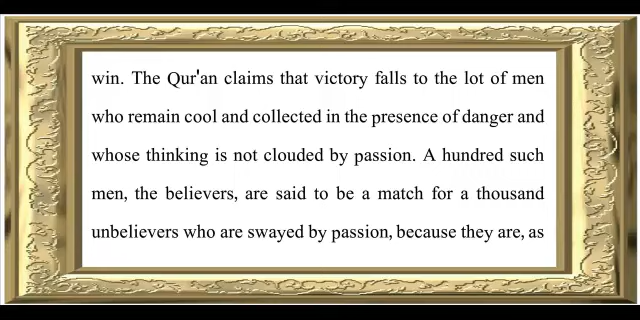 win. The Qur'an claims that victory falls to the lot of men
who remain cool and collected in the presence of danger and
whose thinking is not clouded by passion. A hundred such
men, the believers, are said to be a match for a thousand
unbelievers who are swayed by passion, because they are, as